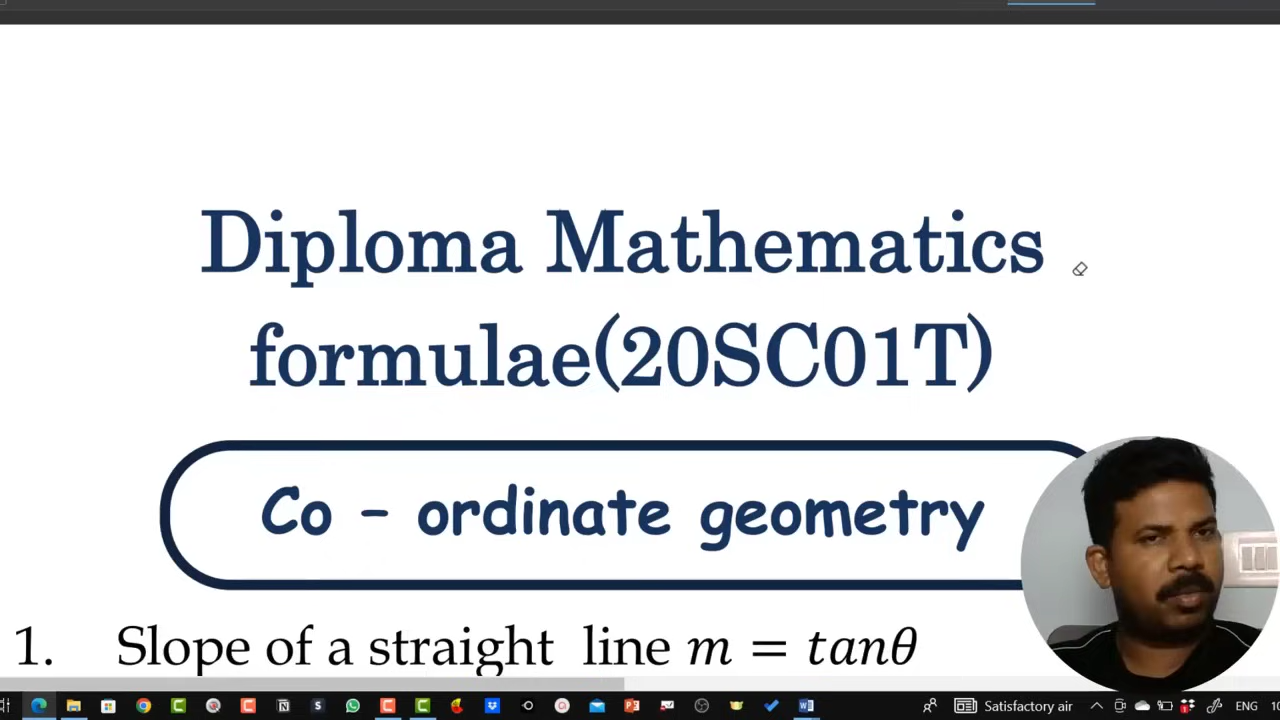 Diploma Mathematics
formulae(20SC01T)
Co – ordinate geometry
1. Slope of a straight line m = tanθ
Satisfactory air
ENG